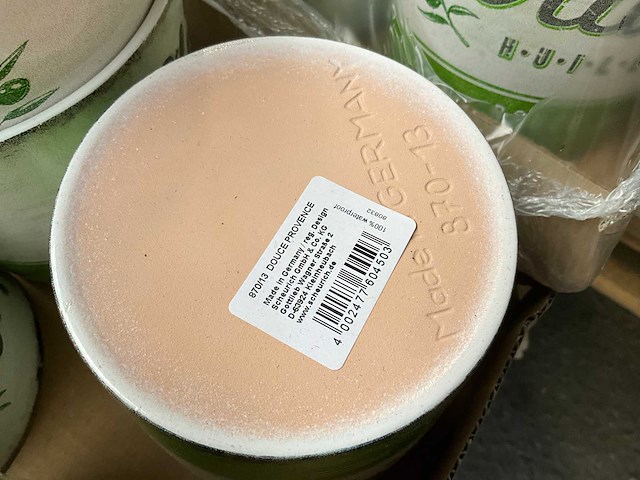 870/13 DOUCE PROVENCE
Made in Germany / reg. Design
Scheurich GmbH & Co. KG
Gottlieb Wagner Straße 2
D-63924 Kleinheubach
www.scheurich.de
4 002477 604503
100% waterproof
80832
Made
GERMANY
870-13
H·U·I·L